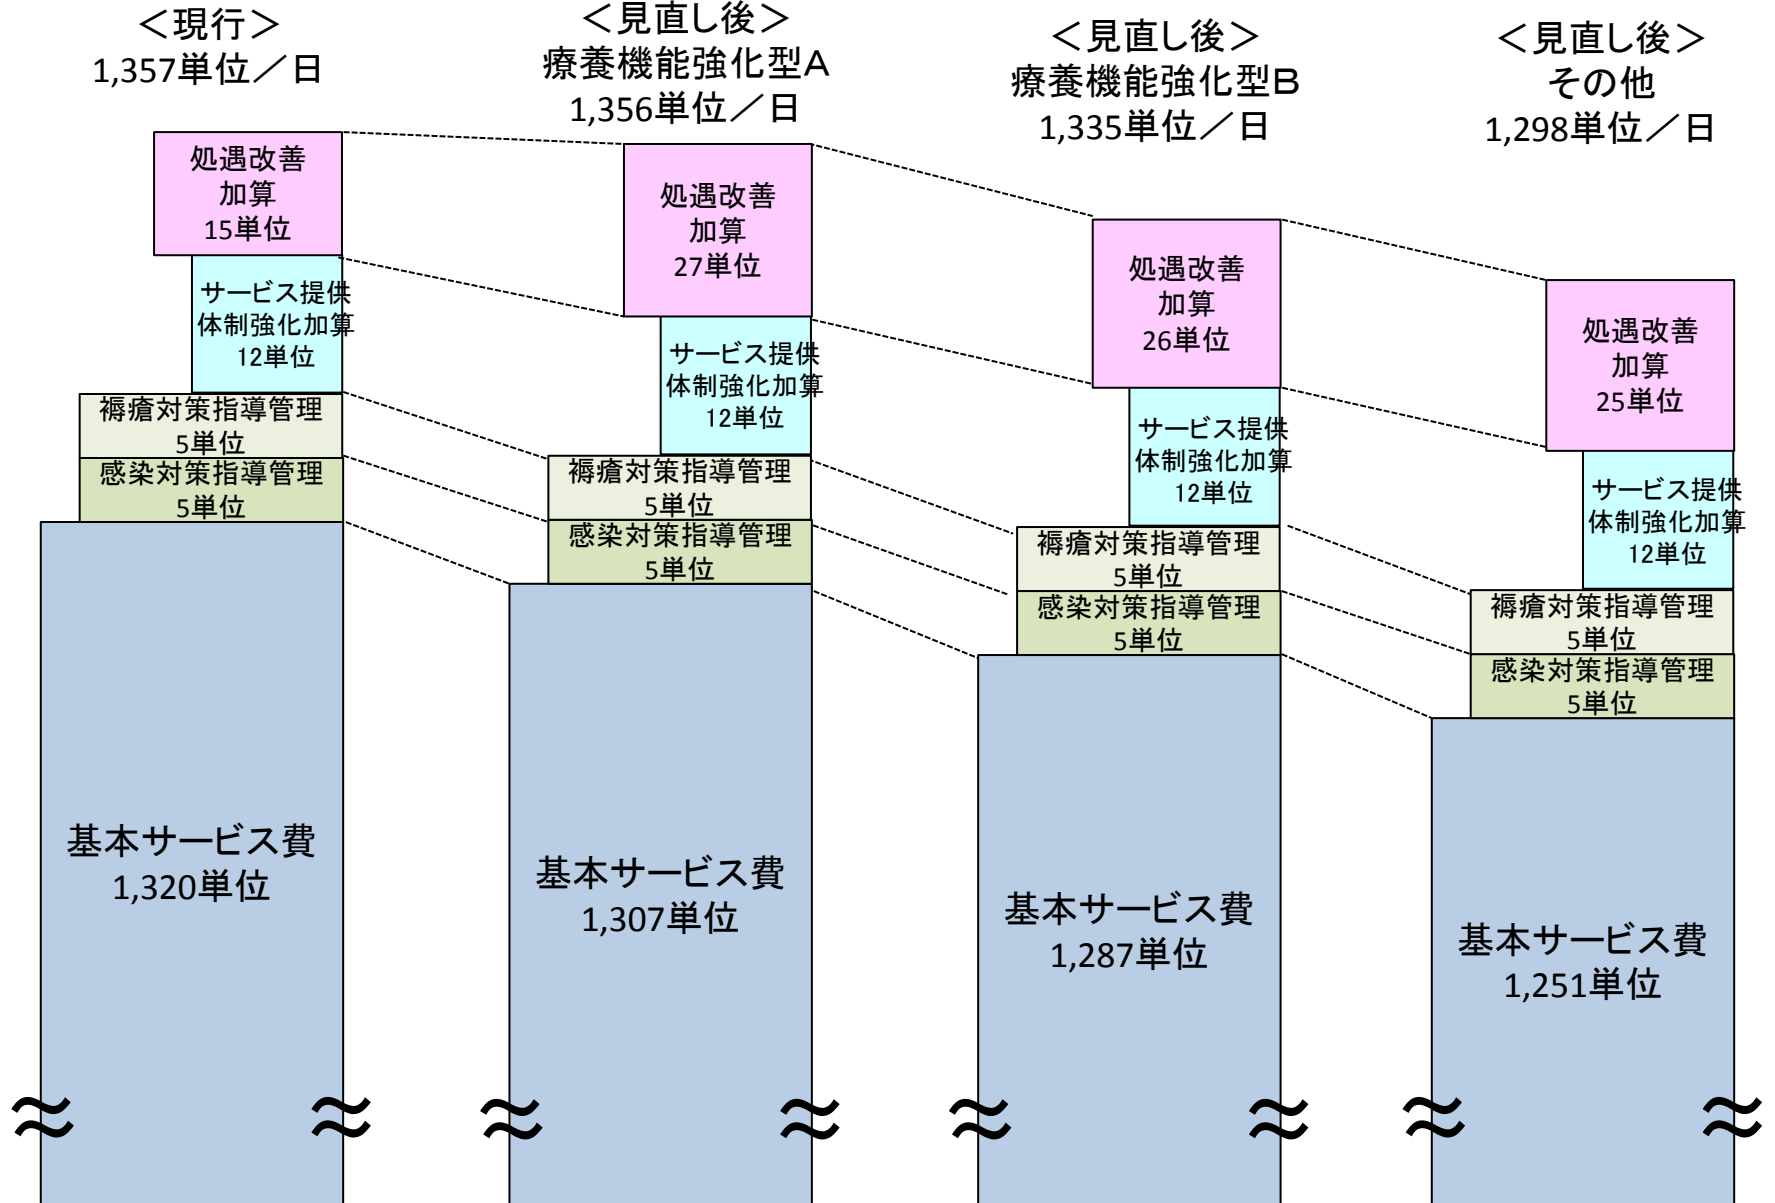 ＜現行＞
1,357単位／日
処遇改善
加算
15単位
サービス提供
体制強化加算
12単位
褥瘡対策指導管理
5単位
感染対策指導管理
5単位
基本サービス費
1,320単位
＜見直し後＞
療養機能強化型Ａ
1,356単位／日
処遇改善
加算
27単位
サービス提供
体制強化加算
12単位
褥瘡対策指導管理
5単位
感染対策指導管理
5単位
基本サービス費
1,307単位
＜見直し後＞
療養機能強化型Ｂ
1,335単位／日
処遇改善
加算
26単位
サービス提供
体制強化加算
12単位
褥瘡対策指導管理
5単位
感染対策指導管理
5単位
基本サービス費
1,287単位
＜見直し後＞
その他
1,298単位／日
処遇改善
加算
25単位
サービス提供
体制強化加算
12単位
褥瘡対策指導管理
5単位
感染対策指導管理
5単位
基本サービス費
1,251単位